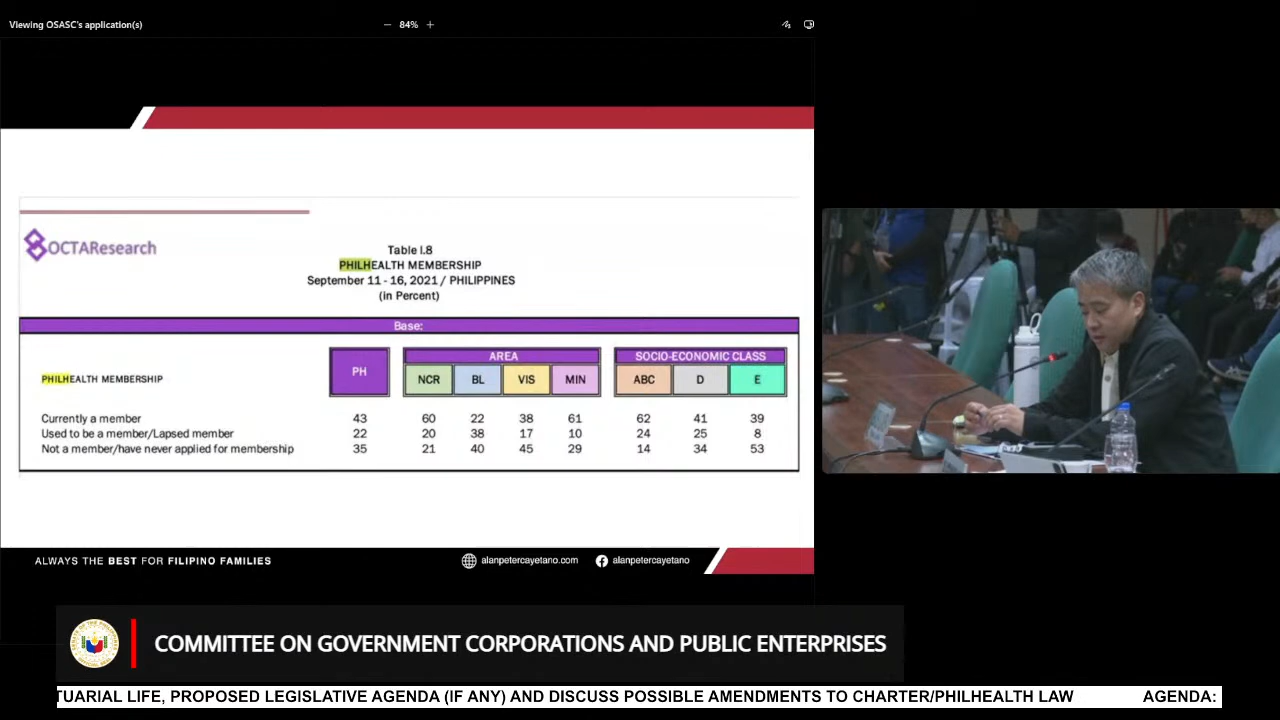 Viewing OSASC's application(s)
84%
OCTAResearch
Table I.8
PHILHEALTH MEMBERSHIP
September 11 - 16, 2021 / PHILIPPINES
(in Percent)
Base:
PHILHEALTH MEMBERSHIP
PH
AREA
SOCIO-ECONOMIC CLASS
NCR BL VIS MIN ABC D E
Currently a member 43 60 22 38 61 62 41 39
Used to be a member/Lapsed member 22 20 38 17 10 24 25 8
Not a member/have never applied for membership 35 21 40 45 29 14 34 53
ALWAYS THE BEST FOR FILIPINO FAMILIES
alanpetercayetano.com
alanpetercayetano
COMMITTEE ON GOVERNMENT CORPORATIONS AND PUBLIC ENTERPRISES
TUARIAL LIFE, PROPOSED LEGISLATIVE AGENDA (IF ANY) AND DISCUSS POSSIBLE AMENDMENTS TO CHARTER/PHILHEALTH LAW AGENDA: